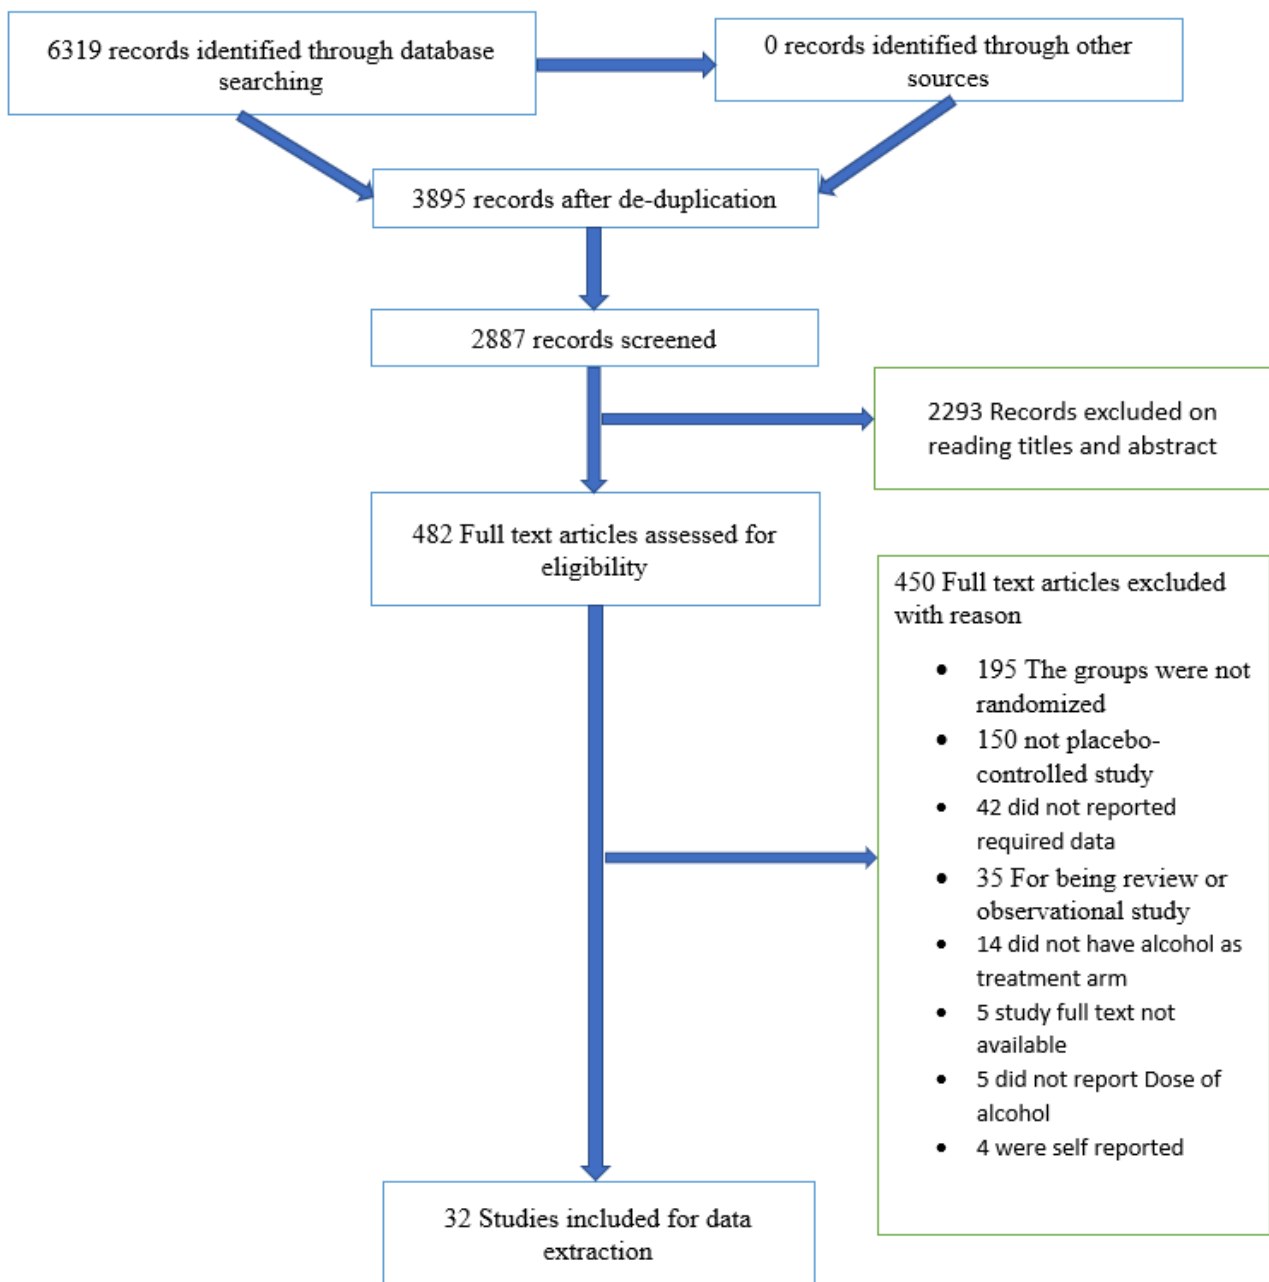 6319 records identified through database
searching
0 records identified through other
sources
3895 records after de-duplication
2887 records screened
2293 Records excluded on
reading titles and abstract
482 Full text articles assessed for
eligibility
450 Full text articles excluded
with reason
• 195 The groups were not
randomized
• 150 not placebo-
controlled study
• 42 did not reported
required data
• 35 For being review or
observational study
• 14 did not have alcohol as
treatment arm
• 5 study full text not
available
• 5 did not report Dose of
alcohol
• 4 were self reported
32 Studies included for data
extraction